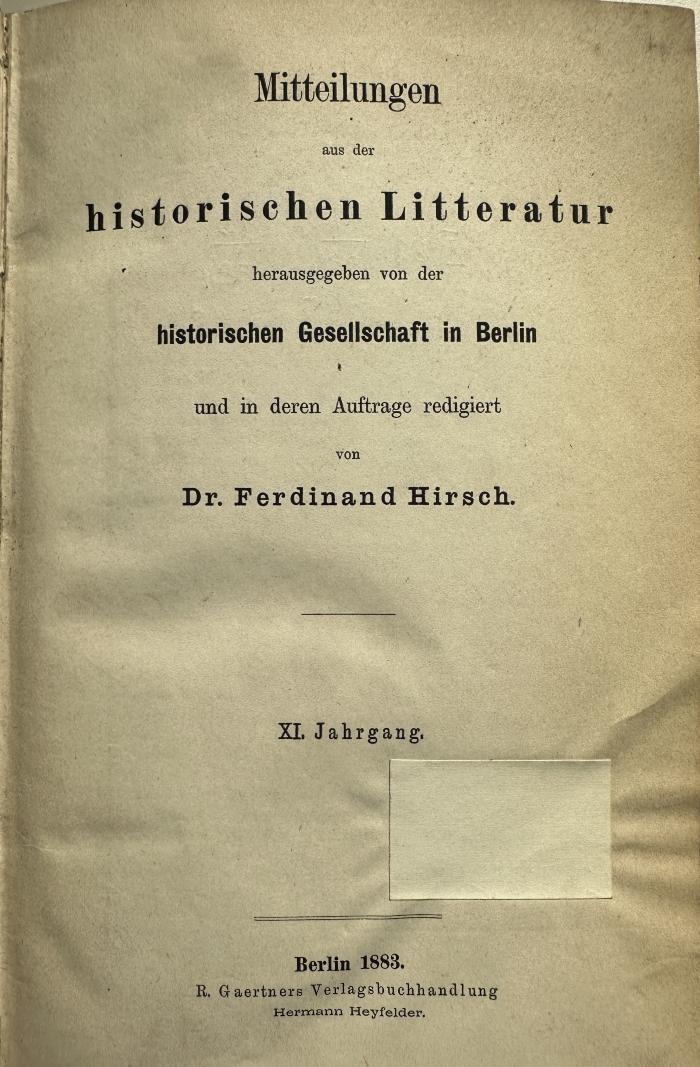 Mitteilungen
aus der
historischen Litteratur
herausgegeben von der
historischen Gesellschaft in Berlin
und in deren Auftrage redigiert
von
Dr. Ferdinand Hirsch.
XI. Jahrgang.
Berlin 1883.
R. Gaertners Verlagsbuchhandlung
Hermann Heyfelder.